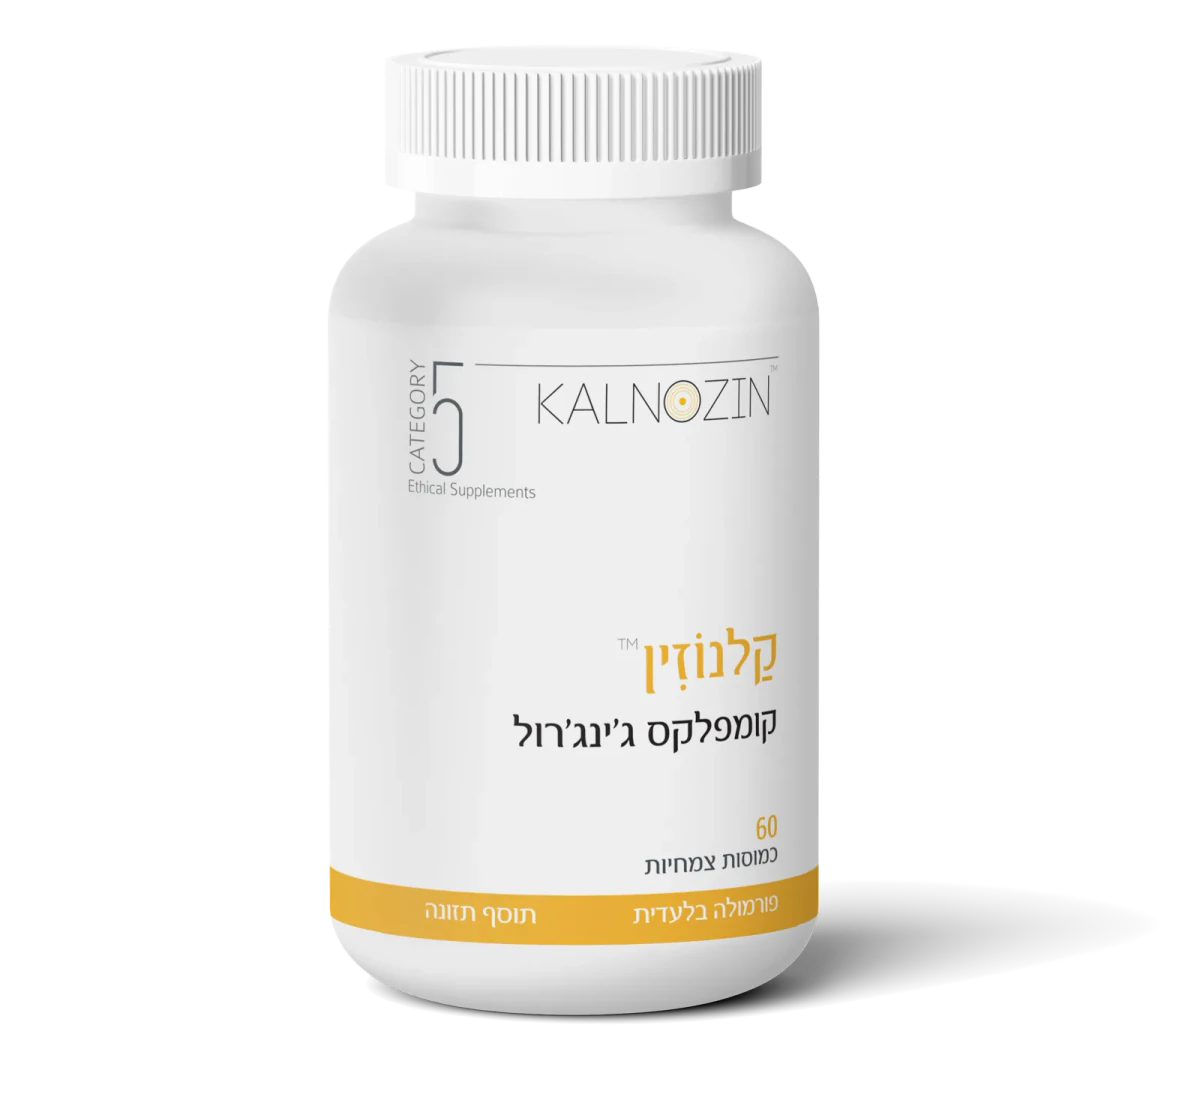 CATEGORY 5
Ethical Supplements
KALNOZIN™
קַלנוֹזִין™
קומפלקס ג'ינג'רול
60
כמוסות צמחיות
פורמולה בלעדית
תוסף תזונה